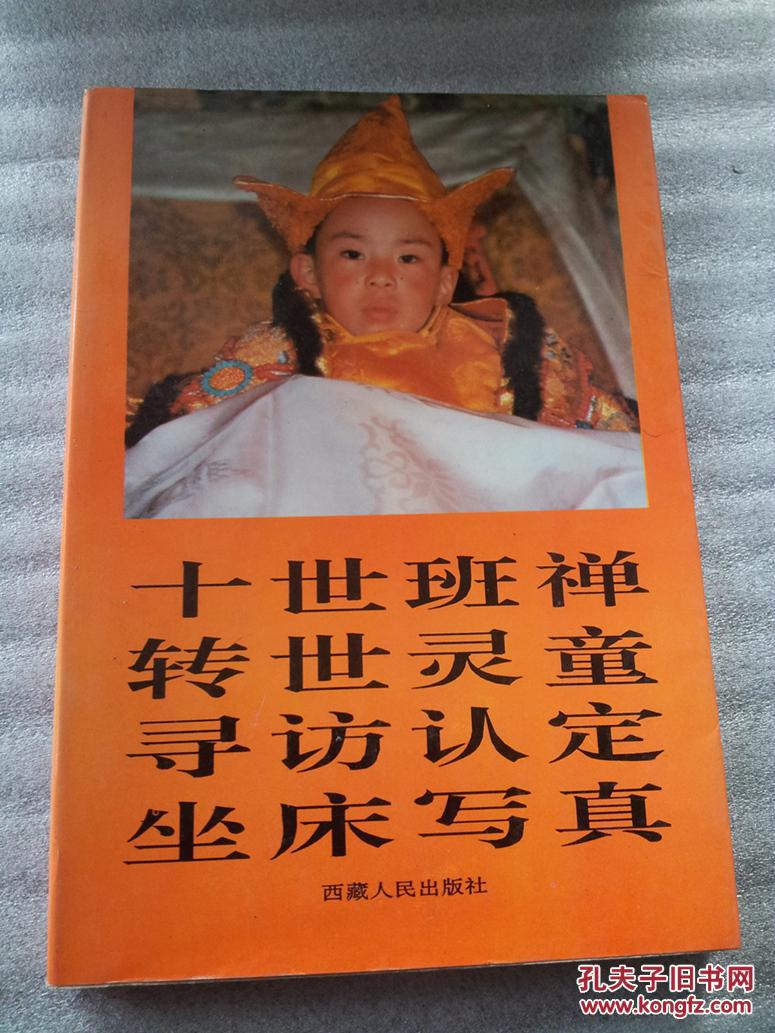 十世班禅
转世灵童
寻访认定
坐床写真
西藏人民出版社
孔夫子旧书网
www.kongfz.com